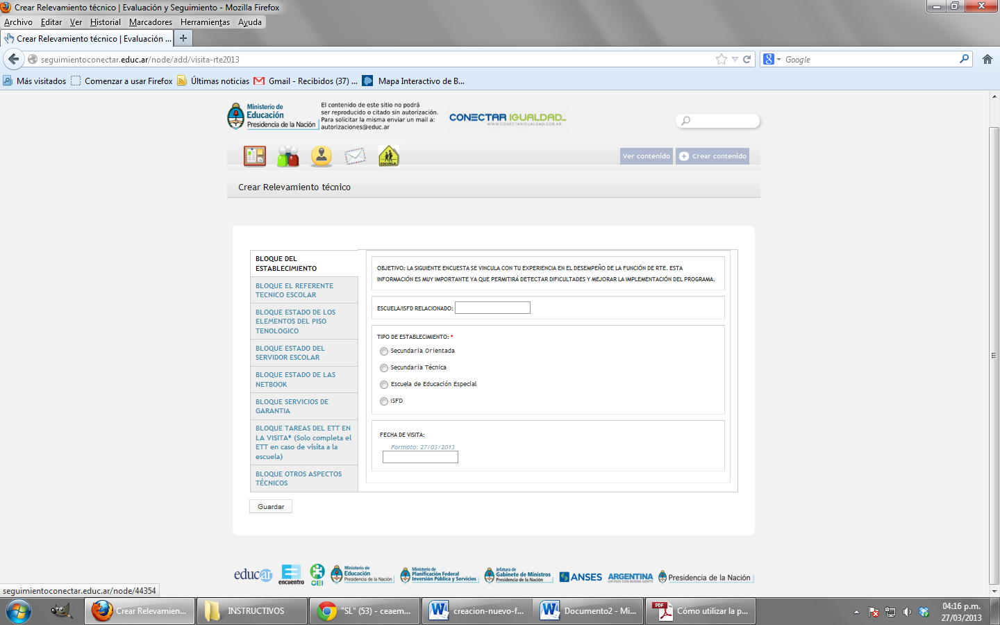 Crear Relevamiento técnico | Evaluación y Seguimiento - Mozilla Firefox
Archivo Editar Ver Historial Marcadores Herramientas Ayuda
Crear Relevamiento técnico | Evaluación ...
seguimientoconectar.educ.ar/node/add/visita-rte2013
Google
Más visitados Comenzar a usar Firefox Últimas noticias Gmail - Recibidos (37) ... Mapa Interactivo de B...
Ministerio de
Educación
Presidencia de la Nación
El contenido de este sitio no podrá
ser reproducido o citado sin autorización.
Para solicitar la misma enviar un mail a:
autorizaciones@educ.ar
CONECTAR IGUALDAD
WWW.CONECTARIGUALDAD.GOB.AR
ESCUELA
Ver contenido
Crear contenido
Crear Relevamiento técnico
BLOQUE DEL
ESTABLECIMIENTO
BLOQUE EL REFERENTE
TECNICO ESCOLAR
BLOQUE ESTADO DE LOS
ELEMENTOS DEL PISO
TENOLOGICO
BLOQUE ESTADO DEL
SERVIDOR ESCOLAR
BLOQUE ESTADO DE LAS
NETBOOK
BLOQUE SERVICIOS DE
GARANTIA
BLOQUE TAREAS DEL ETT EN
LA VISITA* (Solo completa el
ETT en caso de visita a la
escuela)
BLOQUE OTROS ASPECTOS
TÉCNICOS
OBJETIVO: LA SIGUIENTE ENCUESTA SE VINCULA CON TU EXPERIENCIA EN EL DESEMPEÑO DE LA FUNCIÓN DE RTE. ESTA
INFORMACIÓN ES MUY IMPORTANTE YA QUE PERMITIRÁ DETECTAR DIFICULTADES Y MEJORAR LA IMPLEMENTACIÓN DEL PROGRAMA.
ESCUELA/ISFD RELACIONADO:
TIPO DE ESTABLECIMIENTO: *
Secundaria Orientada
Secundaria Técnica
Escuela de Educación Especial
ISFD
FECHA DE VISITA:
Formato: 27/03/2013
Guardar
educar
encuentro
OEI
Ministerio de
Educación
Presidencia de la Nación
Ministerio de
Planificación Federal
Inversión Pública y Servicios
Jefatura de
Gabinete de Ministros
Presidencia de la Nación
ANSES
ARGENTINA
UN PAIS CON BUENA GENTE
Presidencia de la Nación
seguimientoconectar.educ.ar/node/44354
Crear Relevamien...
INSTRUCTIVOS
"SL" (53) - ceaem...
creacion-nuevo-f...
Documento2 - Mi...
PDF
Cómo utilizar la p...
04:16 p.m.
27/03/2013